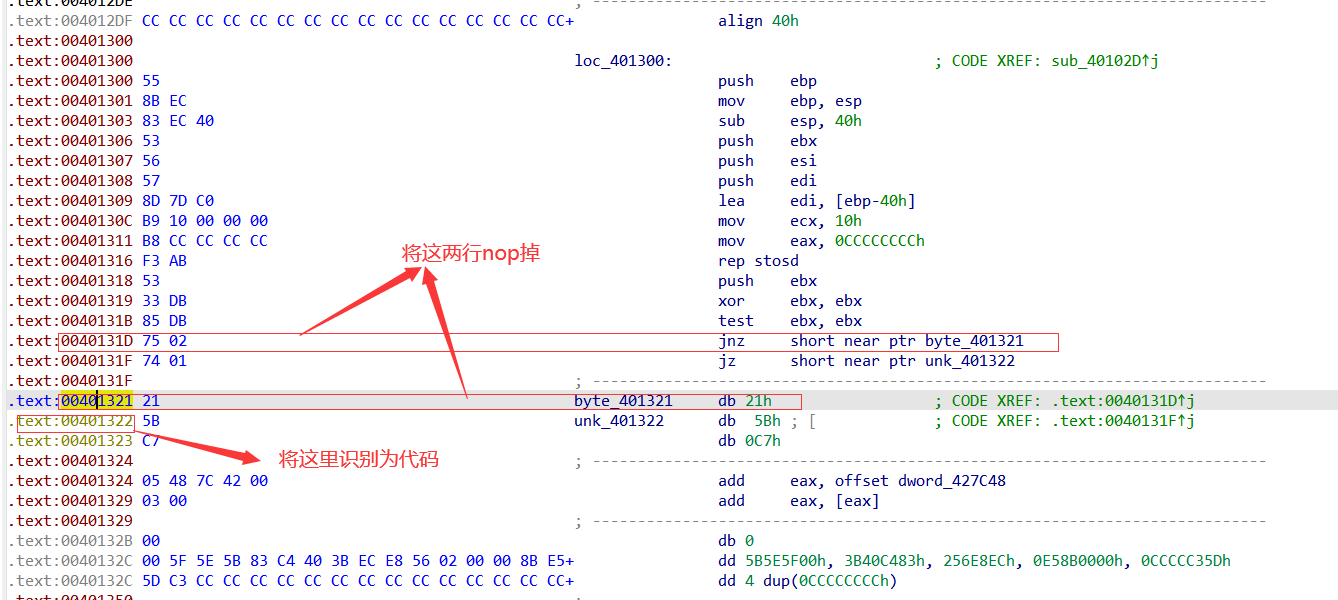 .text:004012DE ; ---------------------------------------------------------------------------
.text:004012DF CC CC CC CC CC CC CC CC CC CC CC CC CC CC CC CC+ align 40h
.text:00401300
.text:00401300 loc_401300: ; CODE XREF: sub_40102D↑j
.text:00401300 55 push ebp
.text:00401301 8B EC mov ebp, esp
.text:00401303 83 EC 40 sub esp, 40h
.text:00401306 53 push ebx
.text:00401307 56 push esi
.text:00401308 57 push edi
.text:00401309 8D 7D C0 lea edi, [ebp-40h]
.text:0040130C B9 10 00 00 00 mov ecx, 10h
.text:00401311 B8 CC CC CC CC mov eax, 0CCCCCCCCh
将这两行nop掉
.text:00401316 F3 AB rep stosd
.text:00401318 53 push ebx
.text:00401319 33 DB xor ebx, ebx
.text:0040131B 85 DB test ebx, ebx
.text:0040131D 75 02 jnz short near ptr byte_401321
.text:0040131F 74 01 jz short near ptr unk_401322
.text:0040131F ; ---------------------------------------------------------------------------
.text:00401321 21 byte_401321 db 21h ; CODE XREF: .text:0040131D↑j
.text:00401322 5B unk_401322 db 5Bh ; [ ; CODE XREF: .text:0040131F↑j
.text:00401323 C7 db 0C7h
将这里识别为代码
.text:00401324 ; ---------------------------------------------------------------------------
.text:00401324 05 48 7C 42 00 add eax, offset dword_427C48
.text:00401329 03 00 add eax, [eax]
.text:00401329 ; ---------------------------------------------------------------------------
.text:0040132B 00 db 0
.text:0040132C 00 5F 5E 5B 83 C4 40 3B EC E8 56 02 00 00 8B E5+ dd 5B5E5F00h, 3B40C483h, 256E8ECh, 0E58B0000h, 0CCCCC35Dh
.text:0040132C 5D C3 CC CC CC CC CC CC CC CC CC CC CC CC CC CC+ dd 4 dup(0CCCCCCCCh)